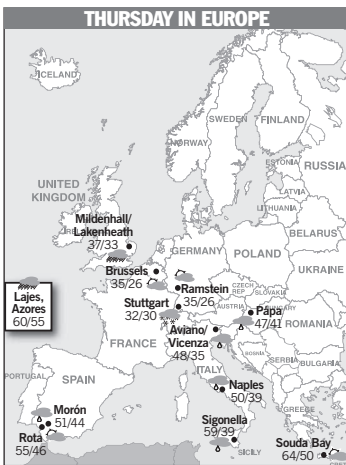 THURSDAY IN EUROPE
ICELAND
SWEDEN
FINLAND
NORWAY
ESTONIA
RUSSIA
LATVIA
LITHUANIA
UNITED
KINGDOM
Mildenhall/
Lakenheath
37/33
BELARUS
GERMANY
POLAND
UKRAINE
Brussels
35/26
Ramstein
35/26
CZECH
REP
SLOVAKIA
Lajes,
Azores
60/55
Stuttgart
32/30
AUSTRIA
Pápa
47/41
FRANCE
Aviano/
Vicenza
48/35
ROMANIA
BOSNIA
SERBIA
BULGARIA
ITALY
PORTUGAL
SPAIN
Naples
50/39
Morón
51/44
GREECE
Rota
55/46
Sigonella
59/39
SICILY
Souda Bay
64/50